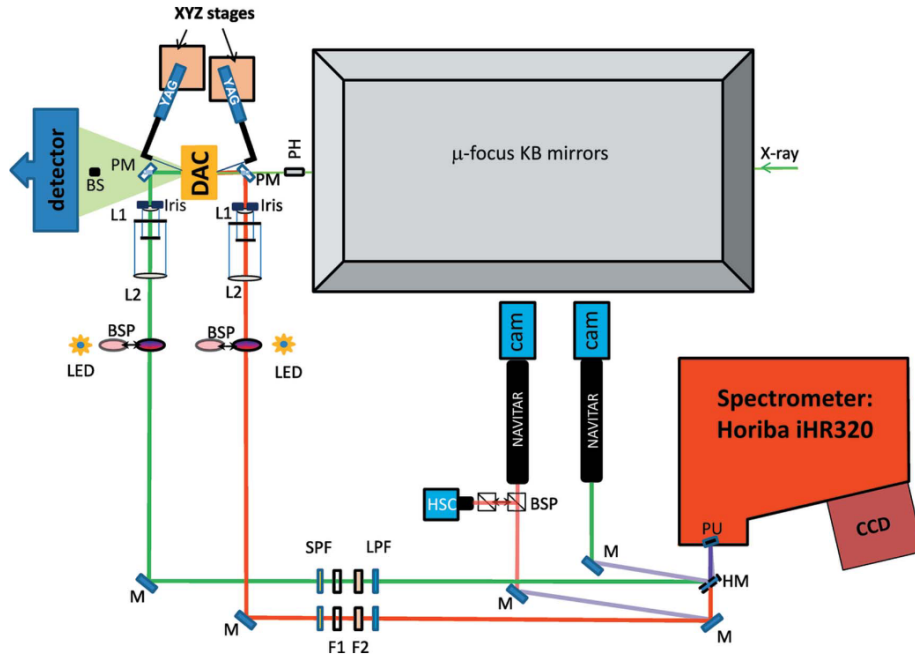 XYZ stages
YAG
YAG
detector
BS
PM
DAC
PM
PH
μ-focus KB mirrors
X-ray
L1
Iris
L1
Iris
L2
L2
BSP
BSP
LED
LED
cam
cam
NAVITAR
NAVITAR
HSC
BSP
Spectrometer:
Horiba iHR320
CCD
PU
HM
SPF
LPF
M
M
M
M
M
F1
F2